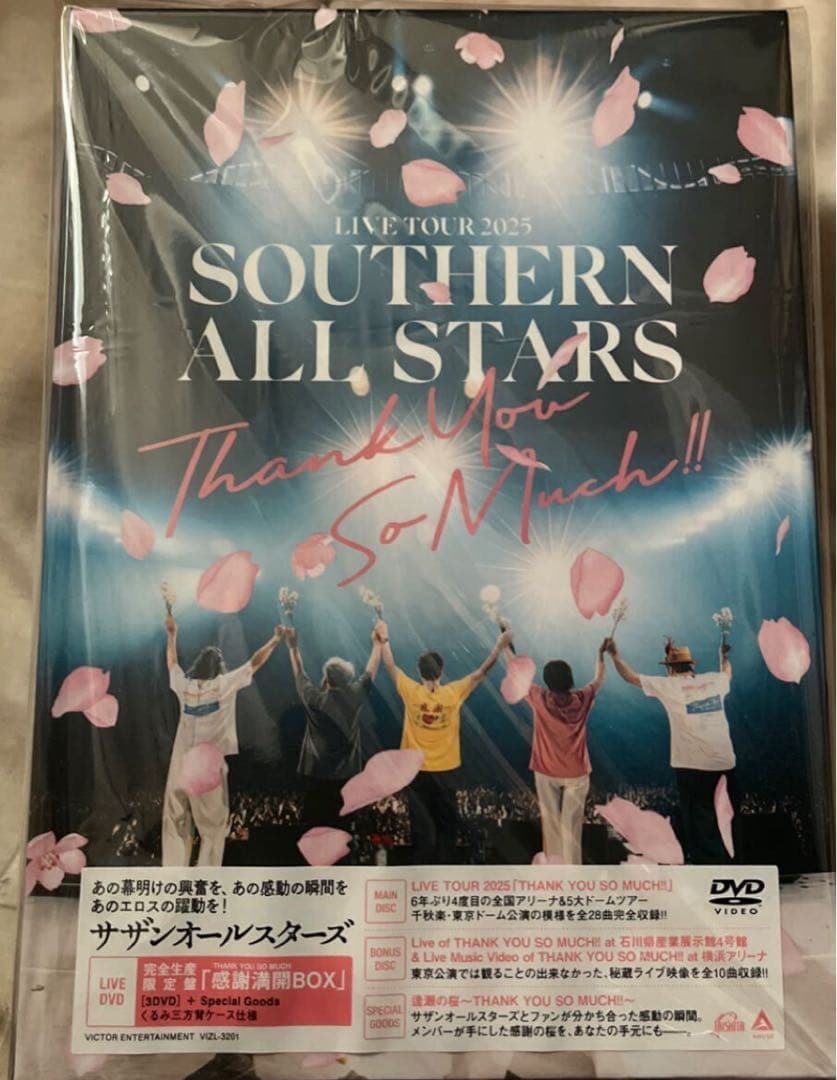 LIVE TOUR 2025
SOUTHERN
ALL STARS
Thank You
So Much!!
感謝
あの幕明けの興奮を、あの感動の瞬間を
あのエロスの躍動を!
サザンオールスターズ
LIVE
DVD
完全生産
限定盤
THANK YOU SO MUCH
「感謝満開BOX」
[3DVD] + Special Goods
くるみ三方背ケース仕様
VICTOR ENTERTAINMENT VIZL-3201
MAIN
DISC
LIVE TOUR 2025「THANK YOU SO MUCH!!」
6年ぶり4度目の全国アリーナ&5大ドームツアー
千秋楽・東京ドーム公演の模様を全28曲完全収録!!
BONUS
DISC
Live of THANK YOU SO MUCH!! at 石川県産業展示館4号館
& Live Music Video of THANK YOU SO MUCH!! at 横浜アリーナ
東京公演では観ることの出来なかった、秘蔵ライブ映像を全10曲収録!!
SPECIAL
GOODS
逢瀬の桜〜THANK YOU SO MUCH!!〜
サザンオールスターズとファンが分かち合った感動の瞬間。
メンバーが手にした感謝の桜を、あなたの手元にも――。
DVD
VIDEO